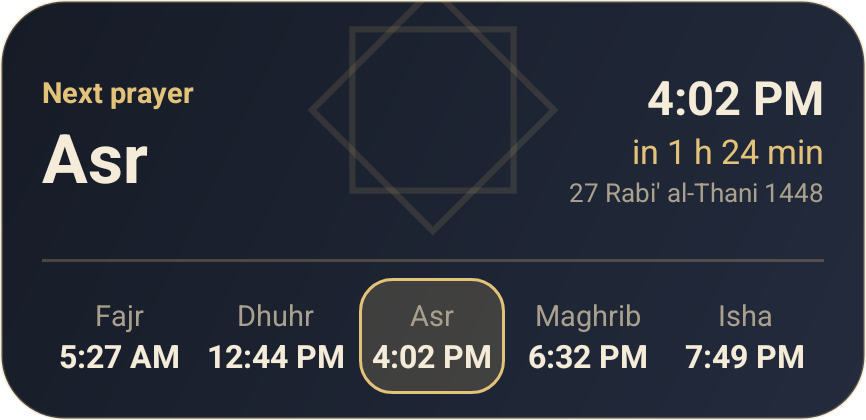 Next prayer
Asr
4:02 PM
in 1 h 24 min
27 Rabi' al-Thani 1448
Fajr
5:27 AM
Dhuhr
12:44 PM
Asr
4:02 PM
Maghrib
6:32 PM
Isha
7:49 PM